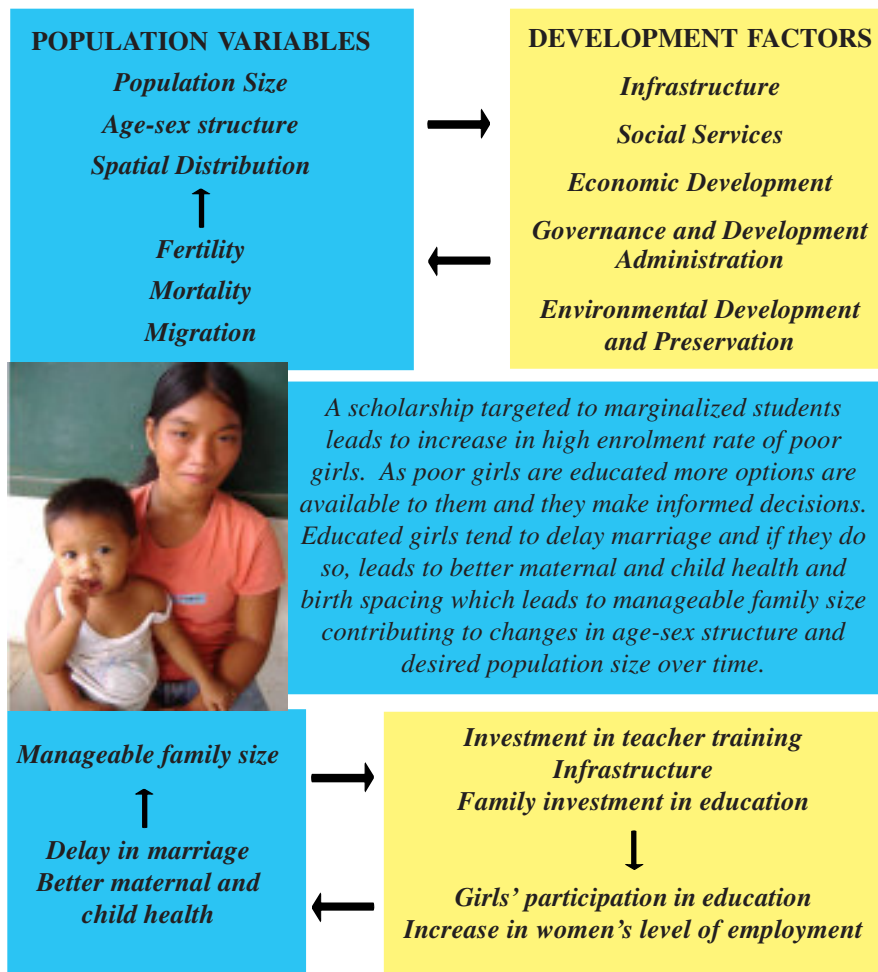 POPULATION VARIABLES
Population Size
Age-sex structure
Spatial Distribution
Fertility
Mortality
Migration
DEVELOPMENT FACTORS
Infrastructure
Social Services
Economic Development
Governance and Development
Administration
Environmental Development
and Preservation
A scholarship targeted to marginalized students
leads to increase in high enrolment rate of poor
girls. As poor girls are educated more options are
available to them and they make informed decisions.
Educated girls tend to delay marriage and if they do
so, leads to better maternal and child health and
birth spacing which leads to manageable family size
contributing to changes in age-sex structure and
desired population size over time.
Manageable family size
Delay in marriage
Better maternal and
child health
Investment in teacher training
Infrastructure
Family investment in education
Girls’ participation in education
Increase in women’s level of employment